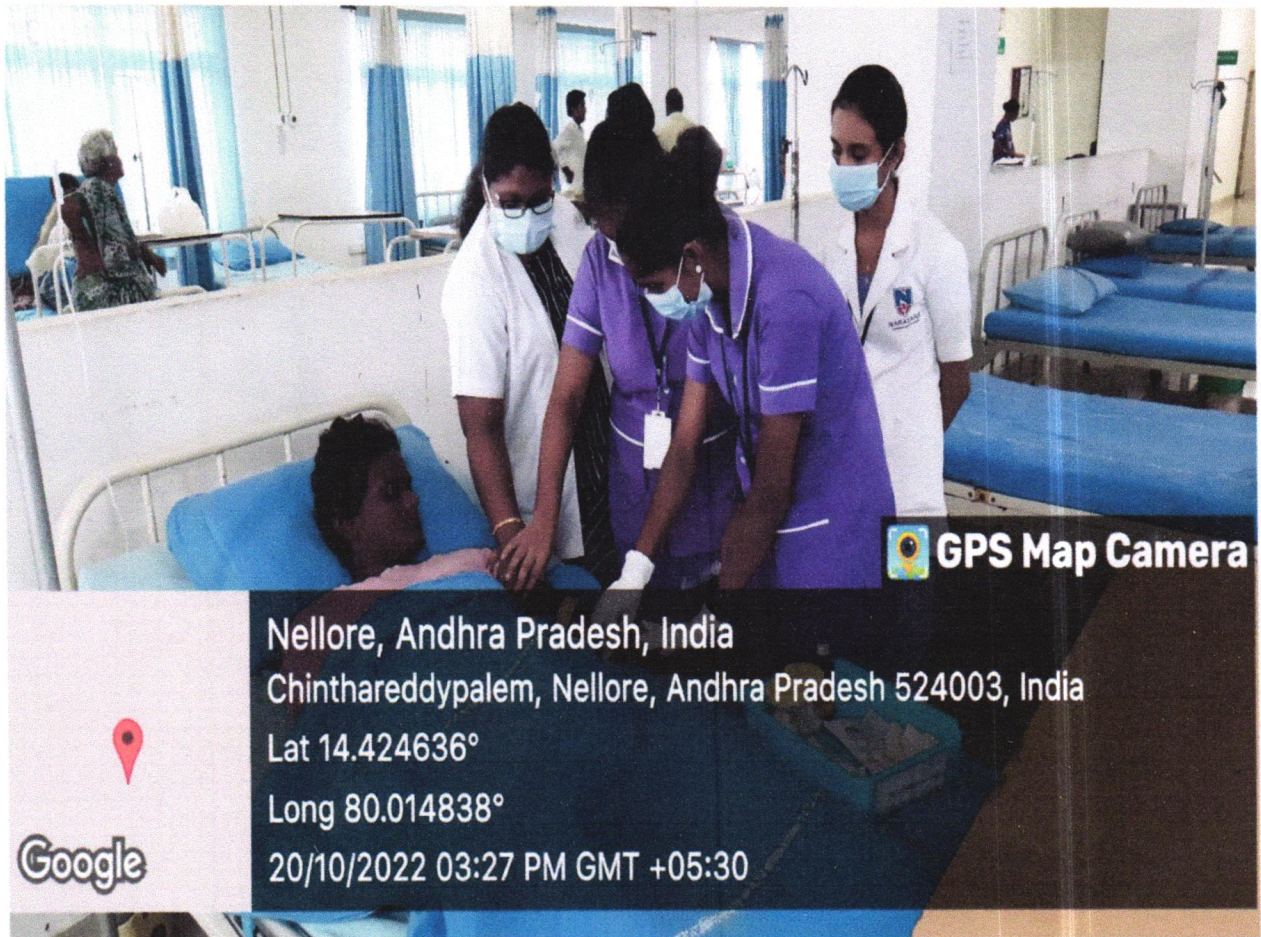 NARAYANA
GPS Map Camera
Nellore, Andhra Pradesh, India
Chinthareddypalem, Nellore, Andhra Pradesh 524003, India
Lat 14.424636°
Long 80.014838°
20/10/2022 03:27 PM GMT +05:30
Google